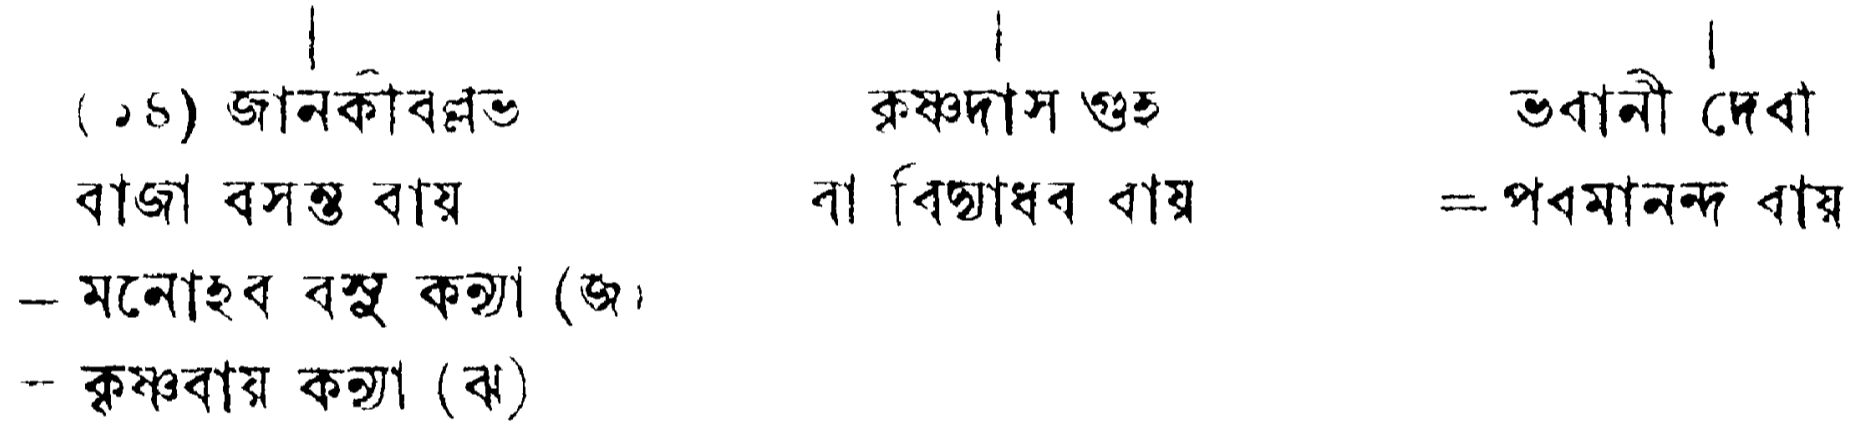 (১৪) জানকীবল্লভ
রাজা বসন্ত রায়
– মনোহর বসু কন্যা (জ)
– কৃষ্ণরায় কন্যা (ঝ)
কৃষ্ণদাস গুহ
বা বিদ্যাধর রায়
ভবানী দেবী
= পরমানন্দ রায়